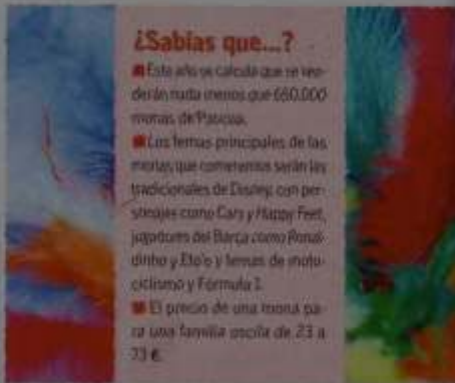 ¿Sabías que...?
Este año se calcula que se ven-
derán nada menos que 660.000
monas de Pascua.
Los temas principales de las
monas que comeremos serán los
tradicionales de Disney, con per-
sonajes como Cars y Happy Feet,
jugadores del Barça como Ronal-
dinho y Eto'o y temas de moto-
ciclismo y Fórmula 1.
El precio de una mona pa-
ra una familia oscila de 23 a
73 €.